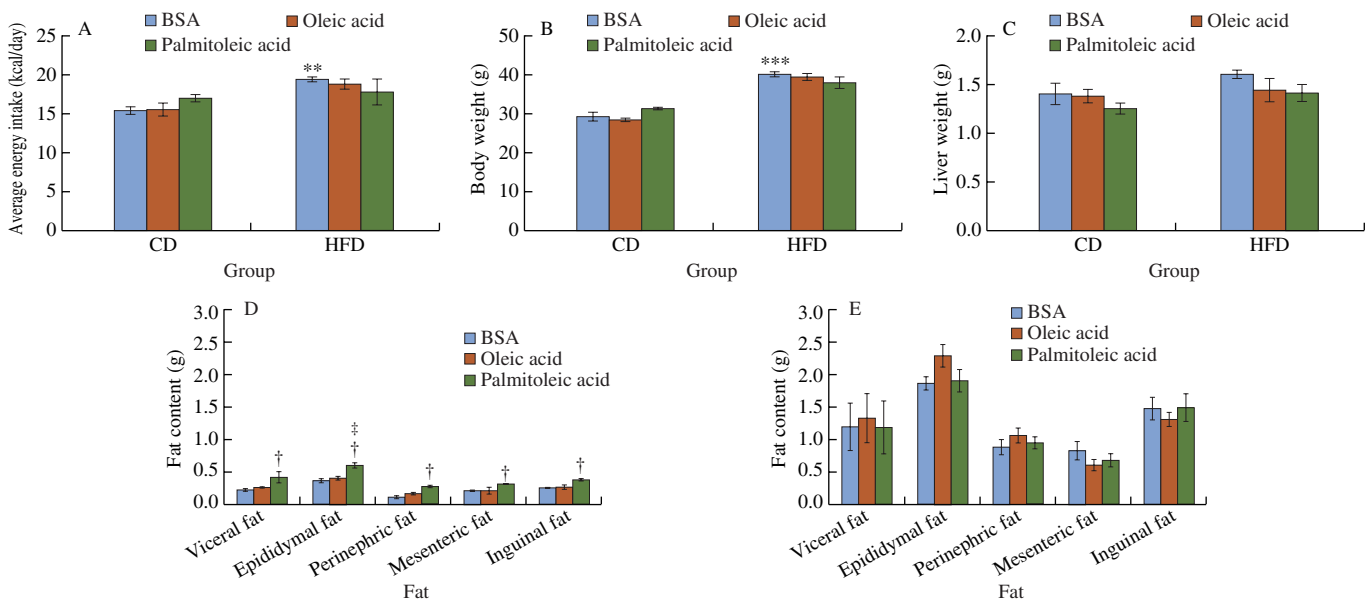 A
BSA
Oleic acid
Palmitoleic acid
Average energy intake (kcal/day)
25
20
15
10
5
0
**
CD
HFD
Group
B
BSA
Oleic acid
Palmitoleic acid
Body weight (g)
50
40
30
20
10
0
***
CD
HFD
Group
C
BSA
Oleic acid
Palmitoleic acid
Liver weight (g)
2.0
1.5
1.0
0.5
0
CD
HFD
Group
D
BSA
Oleic acid
Palmitoleic acid
Fat content (g)
3.0
2.5
2.0
1.5
1.0
0.5
0.0
†
‡
†
†
†
†
Viceral fat
Epididymal fat
Perinephric fat
Mesenteric fat
Inguinal fat
Fat
E
BSA
Oleic acid
Palmitoleic acid
Fat content (g)
3.0
2.5
2.0
1.5
1.0
0.5
0.0
Viceral fat
Epididymal fat
Perinephric fat
Mesenteric fat
Inguinal fat
Fat